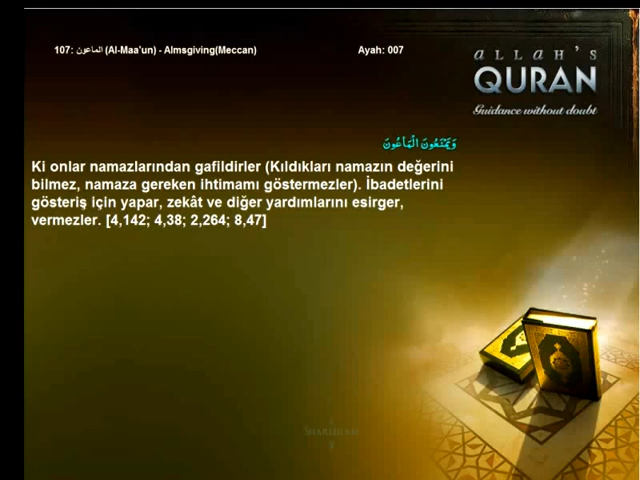 107: الماعون (Al-Maa'un) - Almsgiving(Meccan) Ayah: 007
ALLAH'S
QURAN
Guidance without doubt
وَيَمْنَعُونَ الْمَاعُونَ
Ki onlar namazlarından gafildirler (Kıldıkları namazın değerini
bilmez, namaza gereken ihtimamı göstermezler). İbadetlerini
gösteriş için yapar, zekât ve diğer yardımlarını esirger,
vermezler. [4,142; 4,38; 2,264; 8,47]